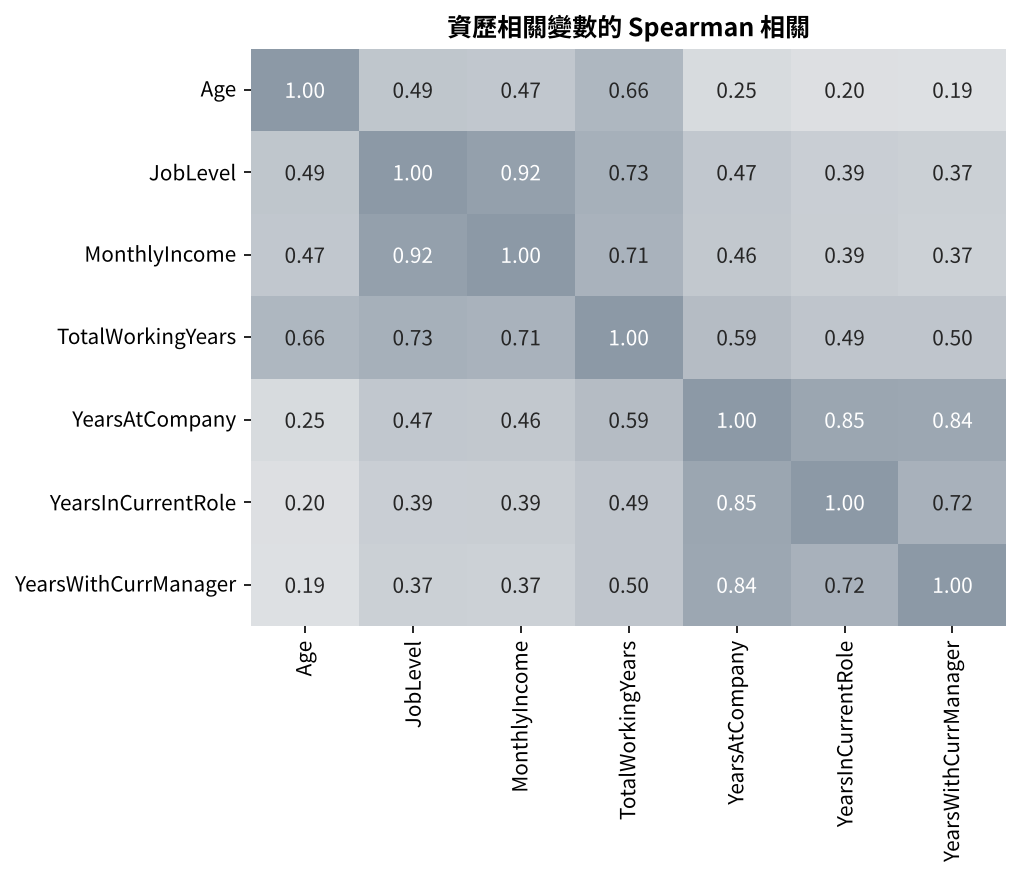 資歷相關變數的 Spearman 相關
Age 1.00 0.49 0.47 0.66 0.25 0.20 0.19
JobLevel 0.49 1.00 0.92 0.73 0.47 0.39 0.37
MonthlyIncome 0.47 0.92 1.00 0.71 0.46 0.39 0.37
TotalWorkingYears 0.66 0.73 0.71 1.00 0.59 0.49 0.50
YearsAtCompany 0.25 0.47 0.46 0.59 1.00 0.85 0.84
YearsInCurrentRole 0.20 0.39 0.39 0.49 0.85 1.00 0.72
YearsWithCurrManager 0.19 0.37 0.37 0.50 0.84 0.72 1.00
Age
JobLevel
MonthlyIncome
TotalWorkingYears
YearsAtCompany
YearsInCurrentRole
YearsWithCurrManager